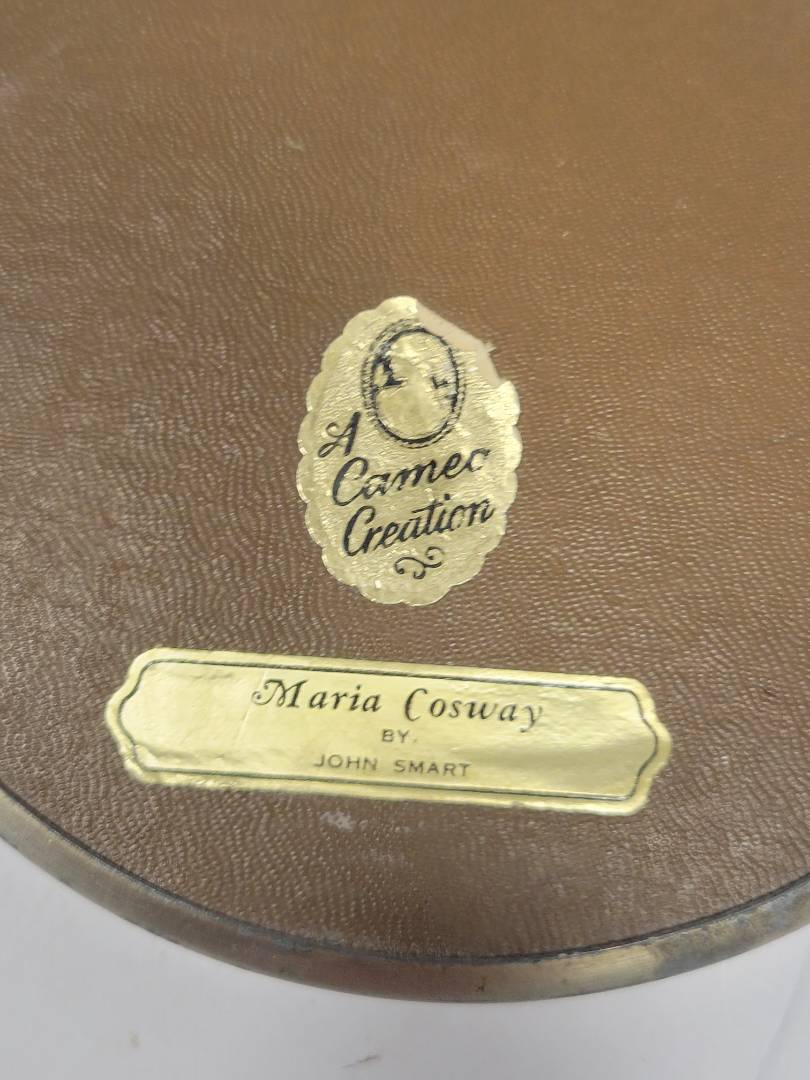 A
Cameo
Creation
Maria Cosway
BY.
JOHN SMART